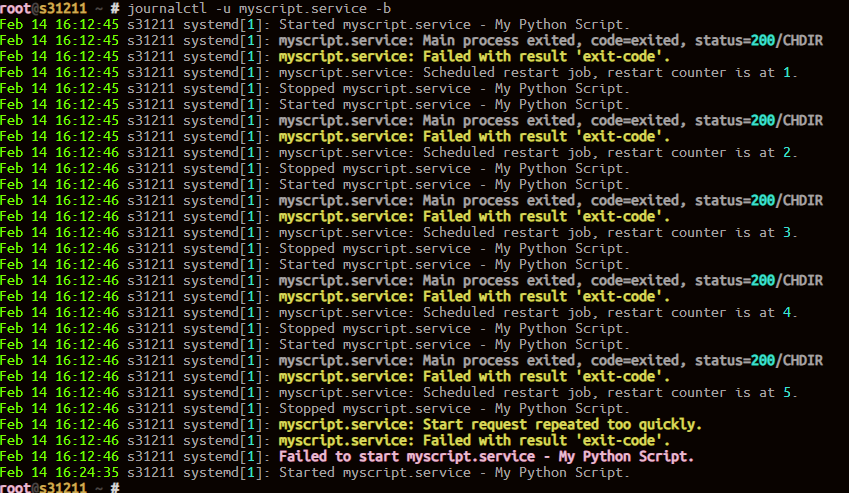 root@s31211 ~ # journalctl -u myscript.service -b
Feb 14 16:12:45 s31211 systemd[1]: Started myscript.service - My Python Script.
Feb 14 16:12:45 s31211 systemd[1]: myscript.service: Main process exited, code=exited, status=200/CHDIR
Feb 14 16:12:45 s31211 systemd[1]: myscript.service: Failed with result 'exit-code'.
Feb 14 16:12:45 s31211 systemd[1]: myscript.service: Scheduled restart job, restart counter is at 1.
Feb 14 16:12:45 s31211 systemd[1]: Stopped myscript.service - My Python Script.
Feb 14 16:12:45 s31211 systemd[1]: Started myscript.service - My Python Script.
Feb 14 16:12:45 s31211 systemd[1]: myscript.service: Main process exited, code=exited, status=200/CHDIR
Feb 14 16:12:45 s31211 systemd[1]: myscript.service: Failed with result 'exit-code'.
Feb 14 16:12:46 s31211 systemd[1]: myscript.service: Scheduled restart job, restart counter is at 2.
Feb 14 16:12:46 s31211 systemd[1]: Stopped myscript.service - My Python Script.
Feb 14 16:12:46 s31211 systemd[1]: Started myscript.service - My Python Script.
Feb 14 16:12:46 s31211 systemd[1]: myscript.service: Main process exited, code=exited, status=200/CHDIR
Feb 14 16:12:46 s31211 systemd[1]: myscript.service: Failed with result 'exit-code'.
Feb 14 16:12:46 s31211 systemd[1]: myscript.service: Scheduled restart job, restart counter is at 3.
Feb 14 16:12:46 s31211 systemd[1]: Stopped myscript.service - My Python Script.
Feb 14 16:12:46 s31211 systemd[1]: Started myscript.service - My Python Script.
Feb 14 16:12:46 s31211 systemd[1]: myscript.service: Main process exited, code=exited, status=200/CHDIR
Feb 14 16:12:46 s31211 systemd[1]: myscript.service: Failed with result 'exit-code'.
Feb 14 16:12:46 s31211 systemd[1]: myscript.service: Scheduled restart job, restart counter is at 4.
Feb 14 16:12:46 s31211 systemd[1]: Stopped myscript.service - My Python Script.
Feb 14 16:12:46 s31211 systemd[1]: Started myscript.service - My Python Script.
Feb 14 16:12:46 s31211 systemd[1]: myscript.service: Main process exited, code=exited, status=200/CHDIR
Feb 14 16:12:46 s31211 systemd[1]: myscript.service: Failed with result 'exit-code'.
Feb 14 16:12:46 s31211 systemd[1]: myscript.service: Scheduled restart job, restart counter is at 5.
Feb 14 16:12:46 s31211 systemd[1]: Stopped myscript.service - My Python Script.
Feb 14 16:12:46 s31211 systemd[1]: myscript.service: Start request repeated too quickly.
Feb 14 16:12:46 s31211 systemd[1]: myscript.service: Failed with result 'exit-code'.
Feb 14 16:12:46 s31211 systemd[1]: Failed to start myscript.service - My Python Script.
Feb 14 16:24:35 s31211 systemd[1]: Started myscript.service - My Python Script.
root@s31211 ~ #